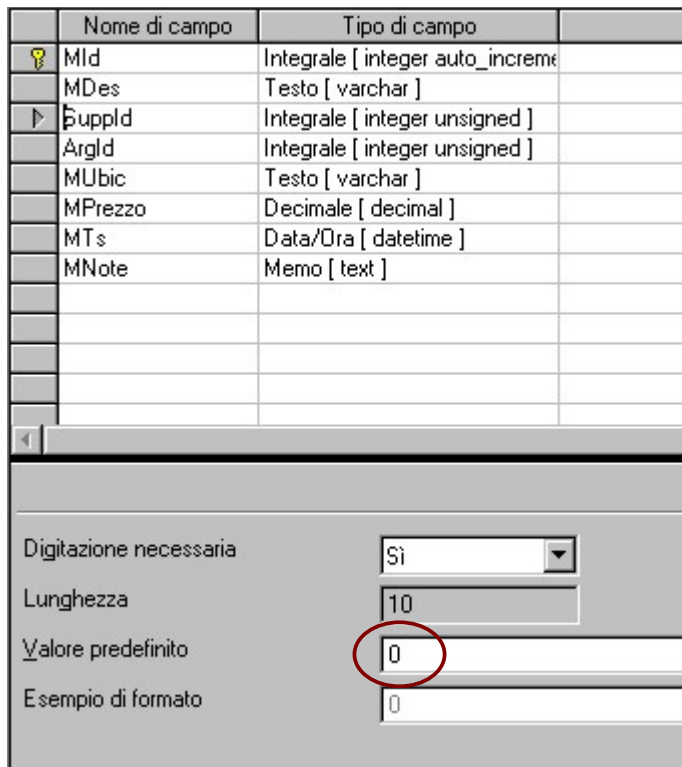 Nome di campo Tipo di campo
MId Integrale [ integer auto_increme
MDes Testo [ varchar ]
SuppId Integrale [ integer unsigned ]
ArgId Integrale [ integer unsigned ]
MUbic Testo [ varchar ]
MPrezzo Decimale [ decimal ]
MTs Data/Ora [ datetime ]
MNote Memo [ text ]
Digitazione necessaria Sì
Lunghezza 10
Valore predefinito 0
Esempio di formato 0